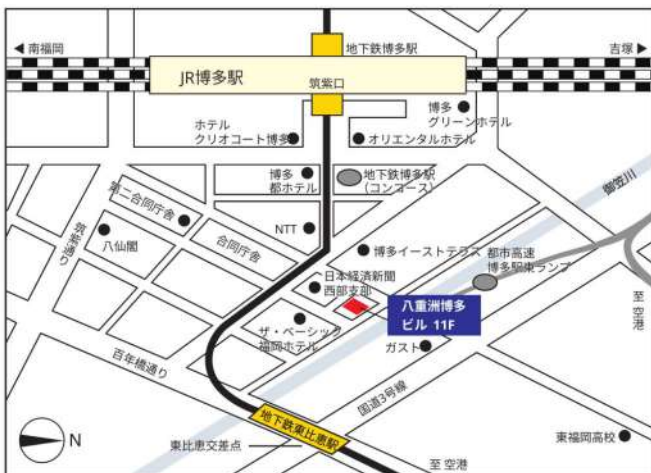 ◀ 南福岡
地下鉄博多駅
吉塚 ▶
JR博多駅
筑紫口
博多
グリーンホテル
ホテル
クリオコート博多
オリエンタルホテル
博多
都ホテル
地下鉄博多駅
(コンコース)
御笠川
第二合同庁舎
筑紫通り
八仙閣
合同庁舎
NTT
博多イーストテラス
都市高速
博多駅東ランプ
日本経済新聞
西部支部
八重洲博多
ビル 11F
至 空港
ザ・ベーシック
福岡ホテル
ガスト
百年橋通り
国道3号線
地下鉄東比恵駅
N
東比恵交差点
東福岡高校
至 空港